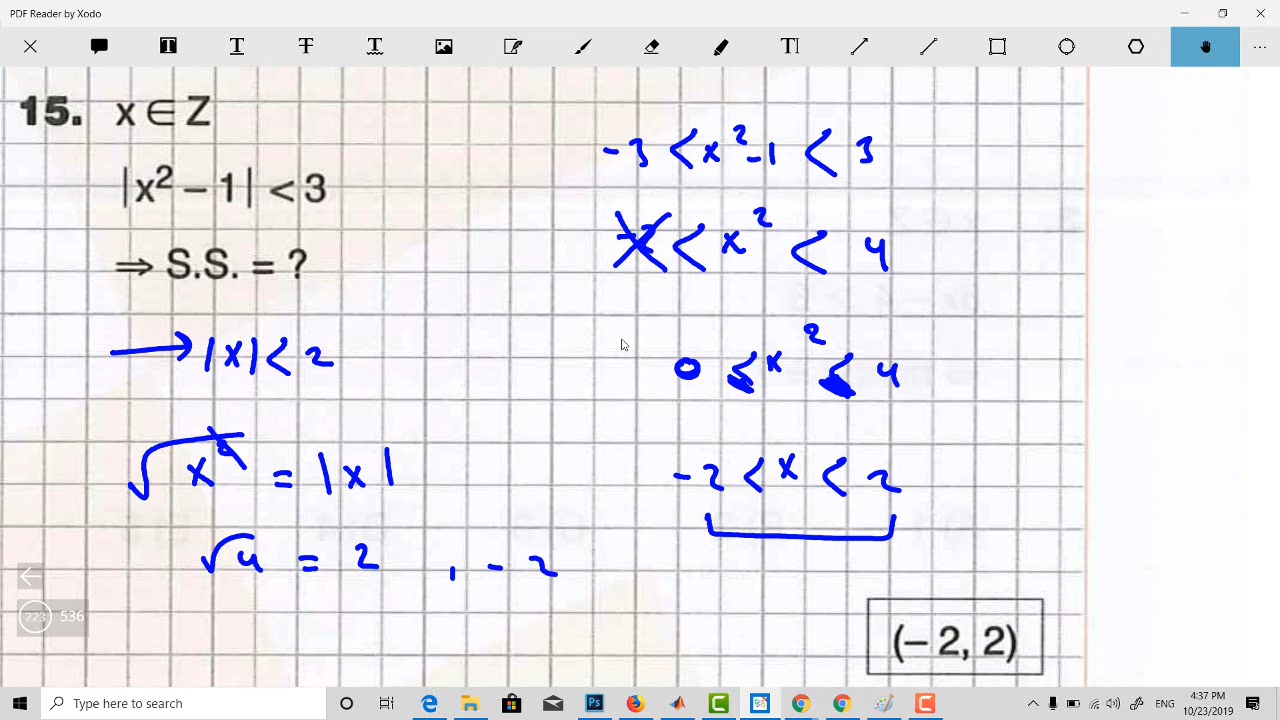 PDF Reader by Xodo
15. x ∈ Z
|x² − 1| < 3
⇒ S.S. = ?
|x| < 2
√x² = |x|
√4 = 2 , - 2
-3 < x² - 1 < 3
< x² < 4
0 ≤ x² < 4
-2 < x < 2
(− 2, 2)
223 536
Type here to search
4:37 PM
10/23/2019